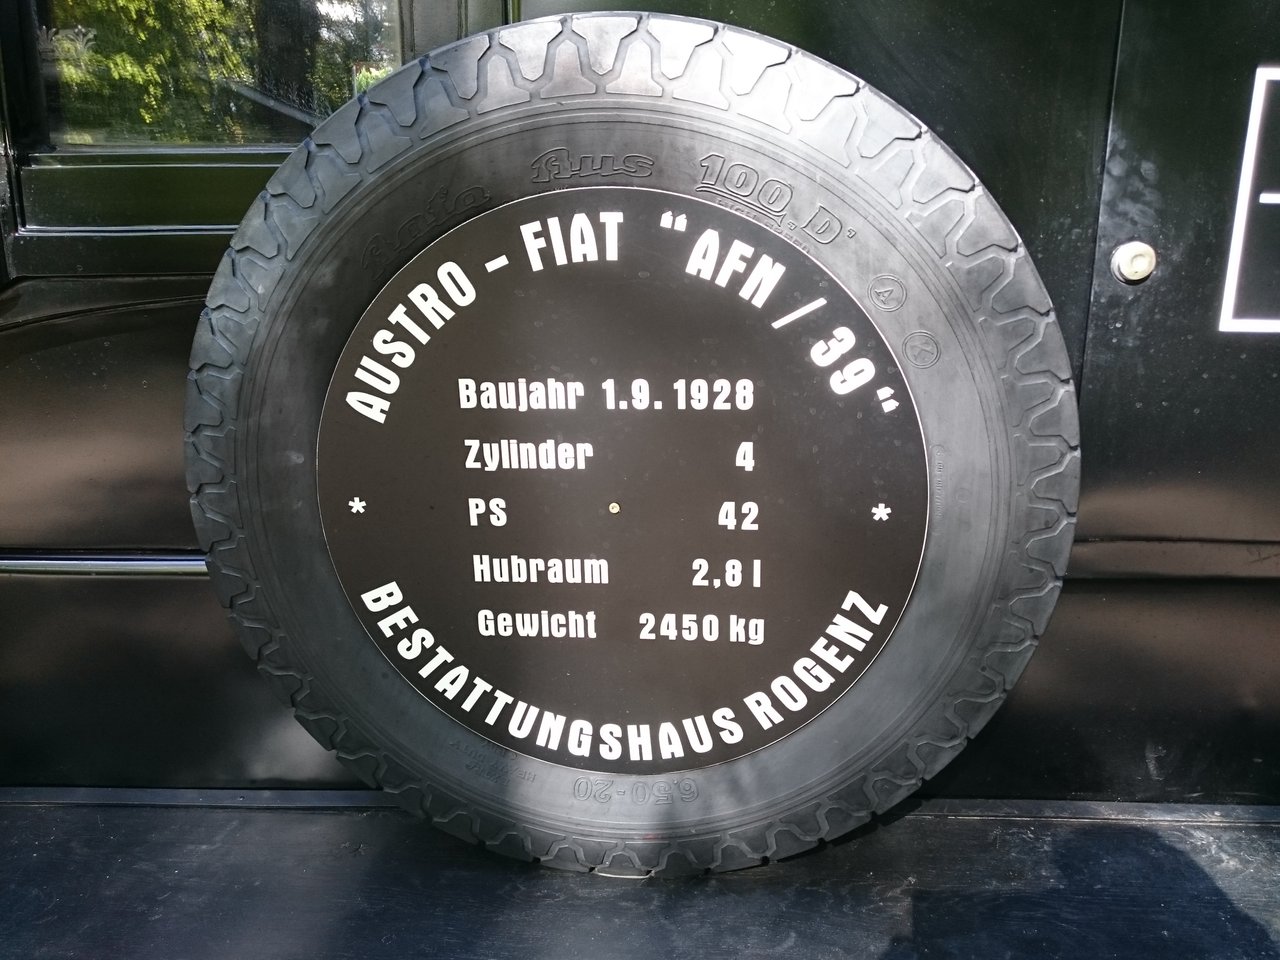 AUSTRO - FIAT “AFN / 39“
Baujahr 1.9.1928
Zylinder 4
PS 42
Hubraum 2,8 l
Gewicht 2450 kg
* *
BESTATTUNGSHAUS ROGENZ
Aus 100. D.
A
K
6.50-20